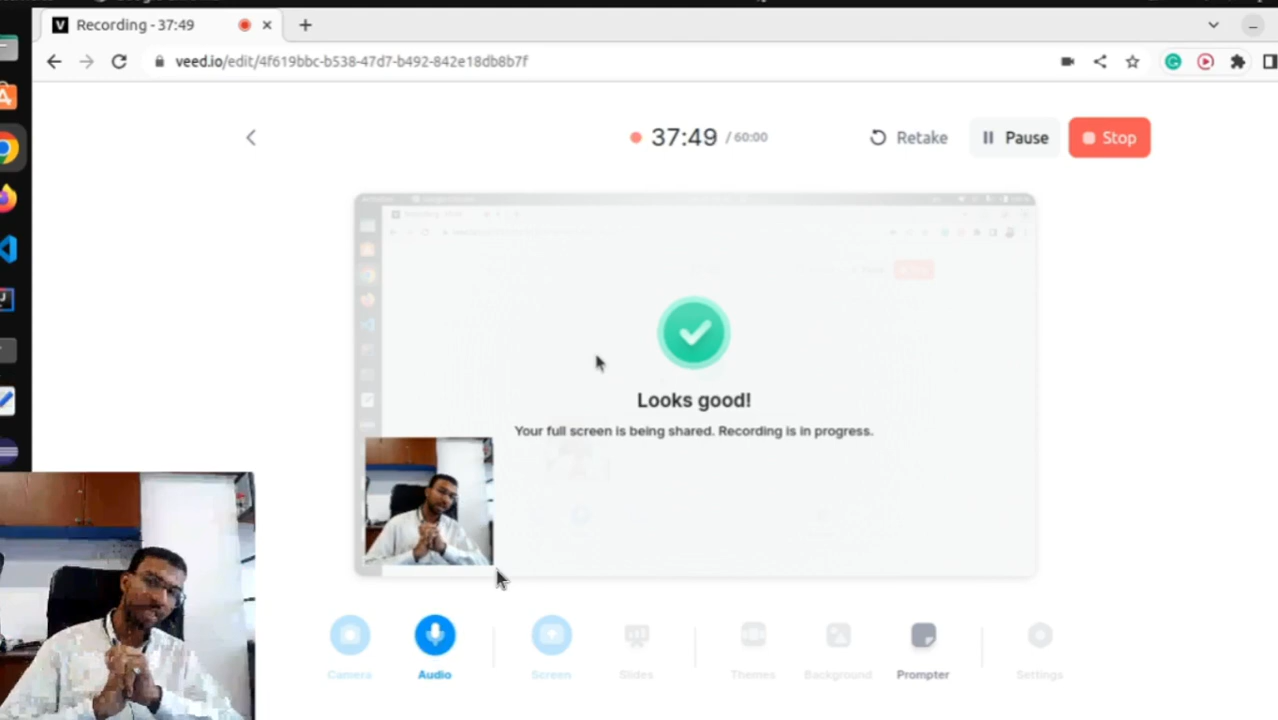 V Recording - 37:49
veed.io/edit/4f619bbc-b538-47d7-b492-842e18db8b7f
37:49 / 60:00
Retake
Pause
Stop
Looks good!
Your full screen is being shared. Recording is in progress.
Camera
Audio
Screen
Slides
Themes
Background
Prompter
Settings